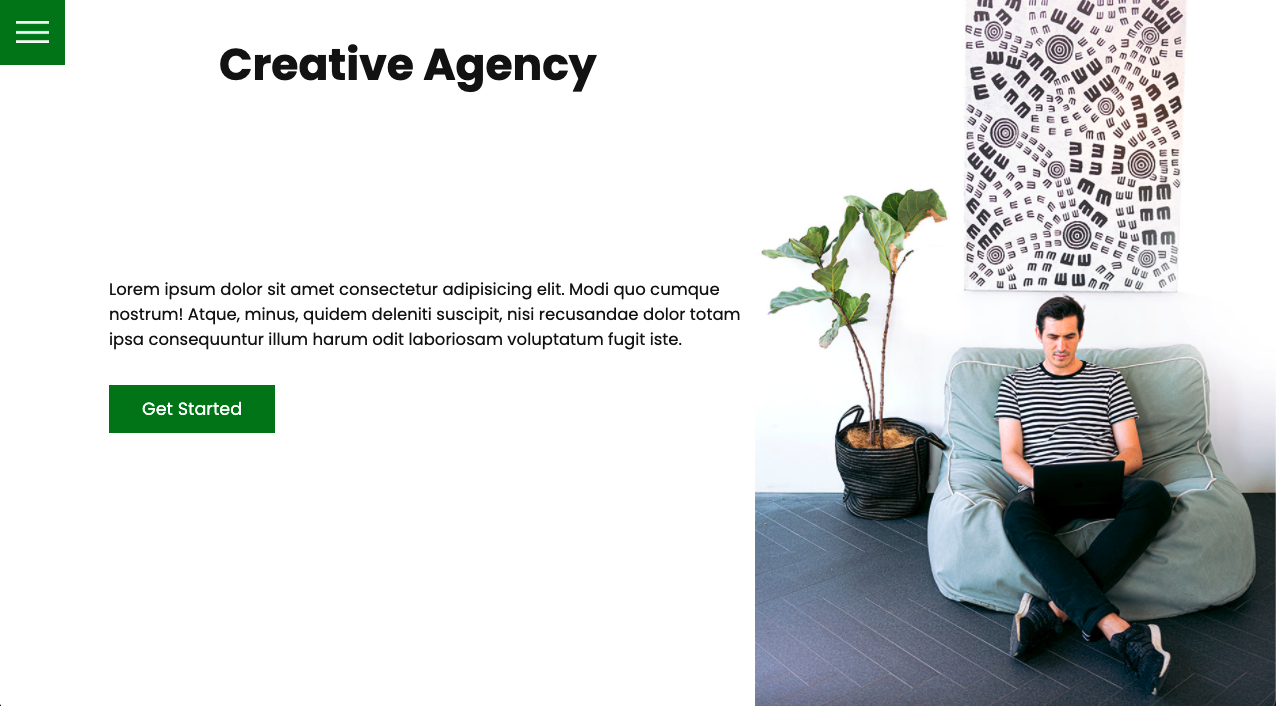 Creative Agency
Lorem ipsum dolor sit amet consectetur adipisicing elit. Modi quo cumque
nostrum! Atque, minus, quidem deleniti suscipit, nisi recusandae dolor totam
ipsa consequuntur illum harum odit laboriosam voluptatum fugit iste.
Get Started